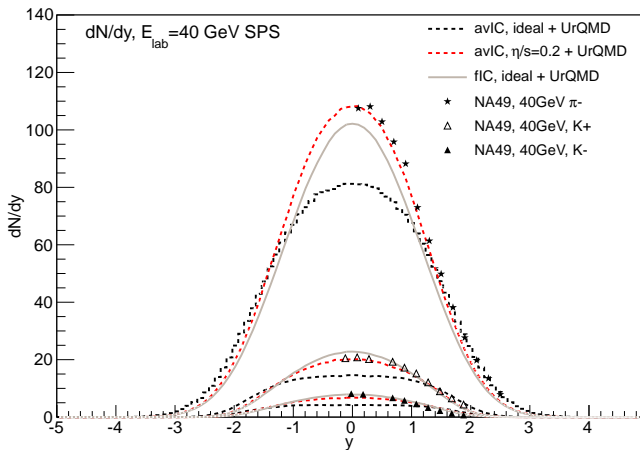 dN/dy, E_lab=40 GeV SPS
avIC, ideal + UrQMD
avIC, η/s=0.2 + UrQMD
fIC, ideal + UrQMD
NA49, 40GeV π-
NA49, 40GeV, K+
NA49, 40GeV, K-
dN/dy
140
120
100
80
60
40
20
0
-5 -4 -3 -2 -1 0 1 2 3 4
y